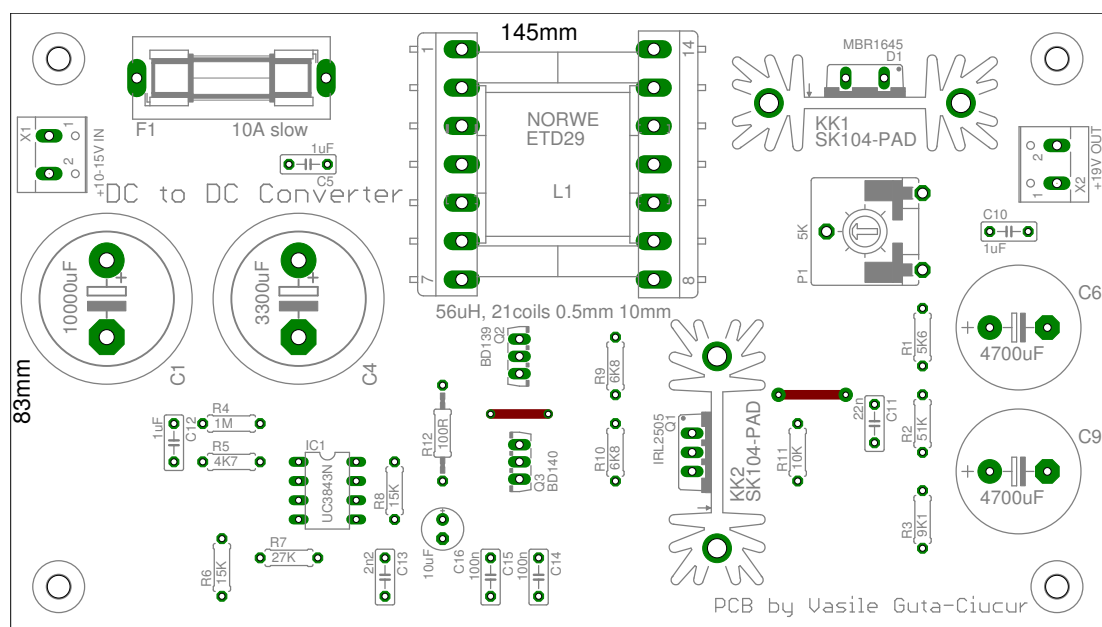 145mm
83mm
F1
10A slow
X1
1
2
+10-15V IN
1uF
C5
DC to DC Converter
10000uF
+
C1
3300uF
+
C4
1
14
7
8
NORWE
ETD29
L1
56uH, 21coils 0.5mm 10mm
MBR1645
D1
KK1
SK104-PAD
2
1
X2
+19V OUT
5K
P1
C10
1uF
C6
+
4700uF
C9
+
4700uF
R1
5K6
R2
51K
R3
9K1
22n
C11
R11
10K
IRL2505
Q1
KK2
SK104-PAD
BD139
Q2
Q3
BD140
R9
6K8
R10
6K8
R12
100R
1uF
C12
R4
1M
R5
4K7
IC1
UC3843N
R8
15K
R7
27K
R6
15K
2n2
C13
+
10uF
C16
100n
C15
100n
C14
PCB by Vasile Guta-Ciucur